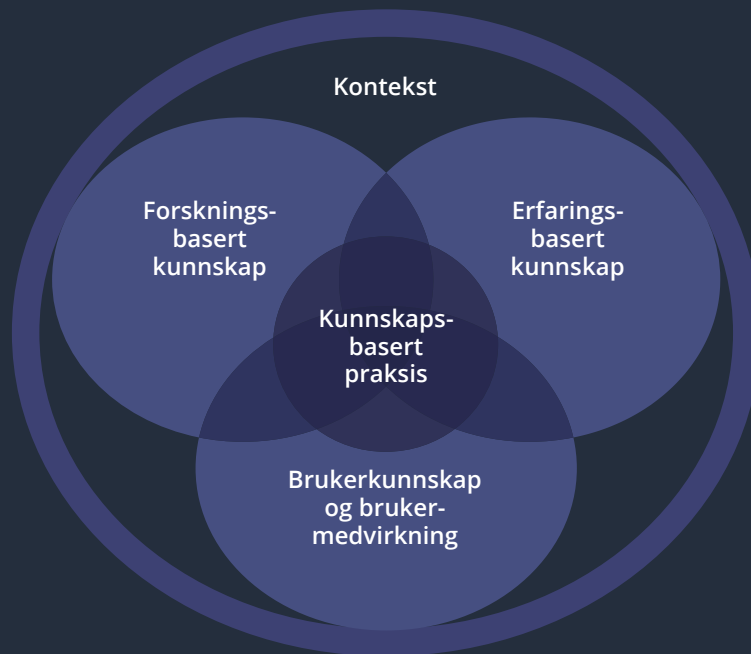 Kontekst
Forsknings-
basert
kunnskap
Erfarings-
basert
kunnskap
Kunnskaps-
basert
praksis
Brukerkunnskap
og bruker-
medvirkning